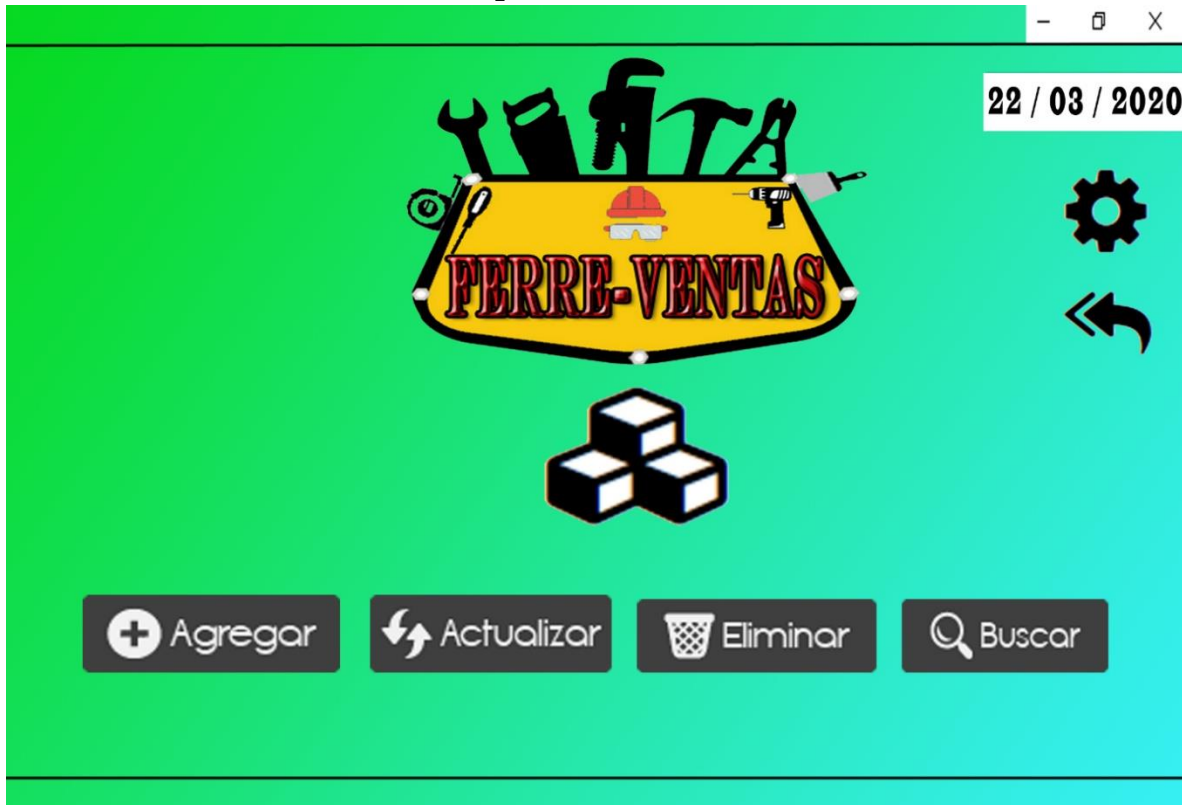 22 / 03 / 2020
FERRE-VENTAS
Agregar
Actualizar
Eliminar
Buscar